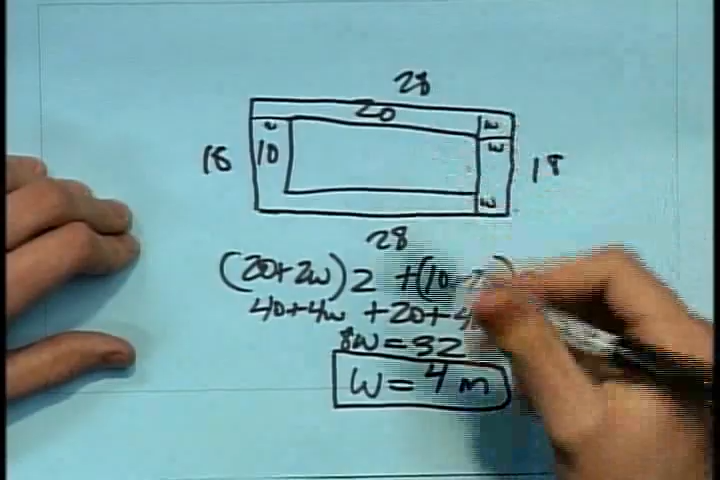 28
20
w w
w
18 10 18
w
28
(20+2w)2 +(10
40+4w +20+4
8w=32
w=4m